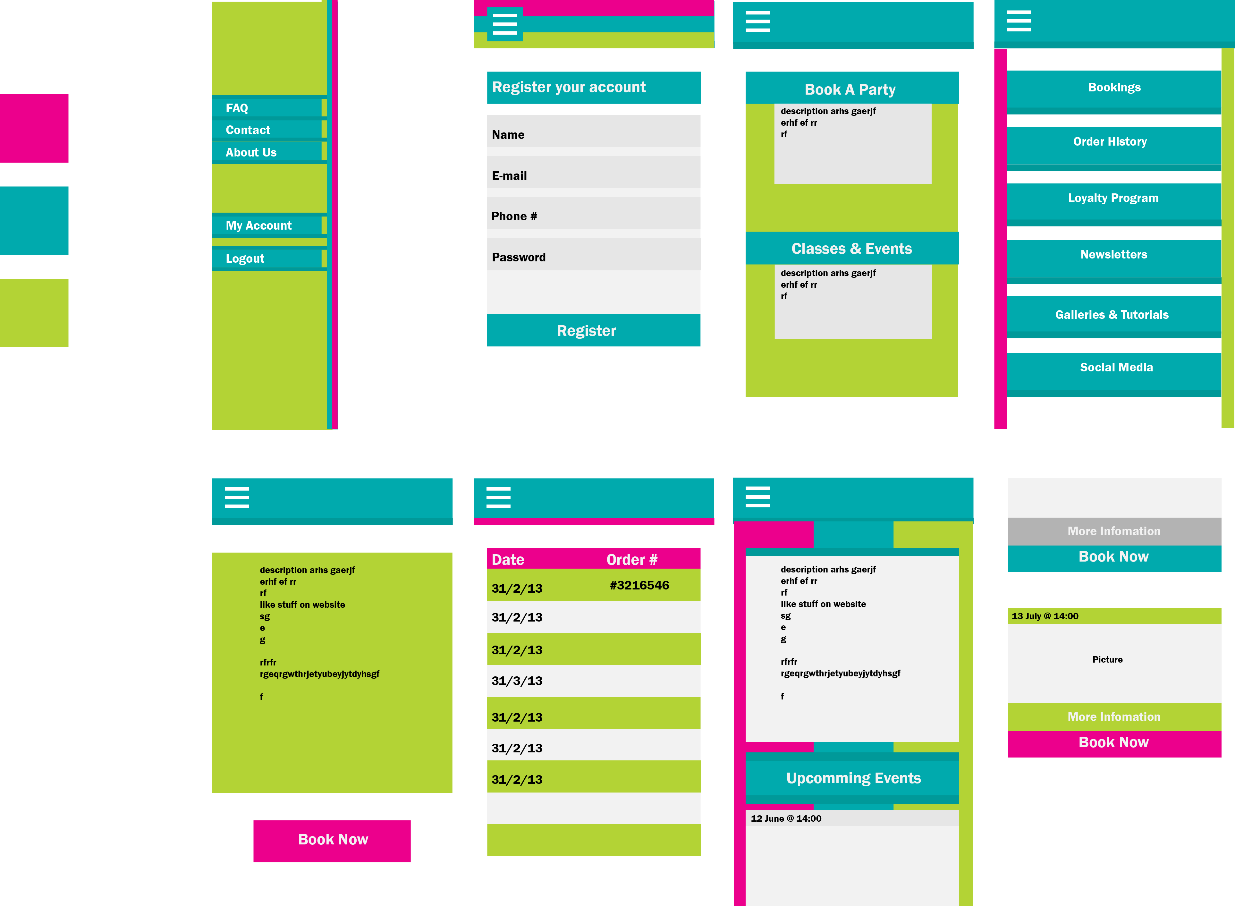 FAQ
Contact
About Us
My Account
Logout
Register your account
Name
E-mail
Phone #
Password
Register
Book A Party
description arhs gaerjf
erhf ef rr
rf
Classes & Events
description arhs gaerjf
erhf ef rr
rf
Bookings
Order History
Loyalty Program
Newsletters
Galleries & Tutorials
Social Media
description arhs gaerjf
erhf ef rr
rf
like stuff on website
sg
e
g
rfrfr
rgeqrgwthrjetyubeyjytdyhsgf
f
Book Now
Date Order #
31/2/13 #3216546
31/2/13
31/2/13
31/3/13
31/2/13
31/2/13
31/2/13
description arhs gaerjf
erhf ef rr
rf
like stuff on website
sg
e
g
rfrfr
rgeqrgwthrjetyubeyjytdyhsgf
f
Upcomming Events
12 June @ 14:00
More Infomation
Book Now
13 July @ 14:00
Picture
More Infomation
Book Now